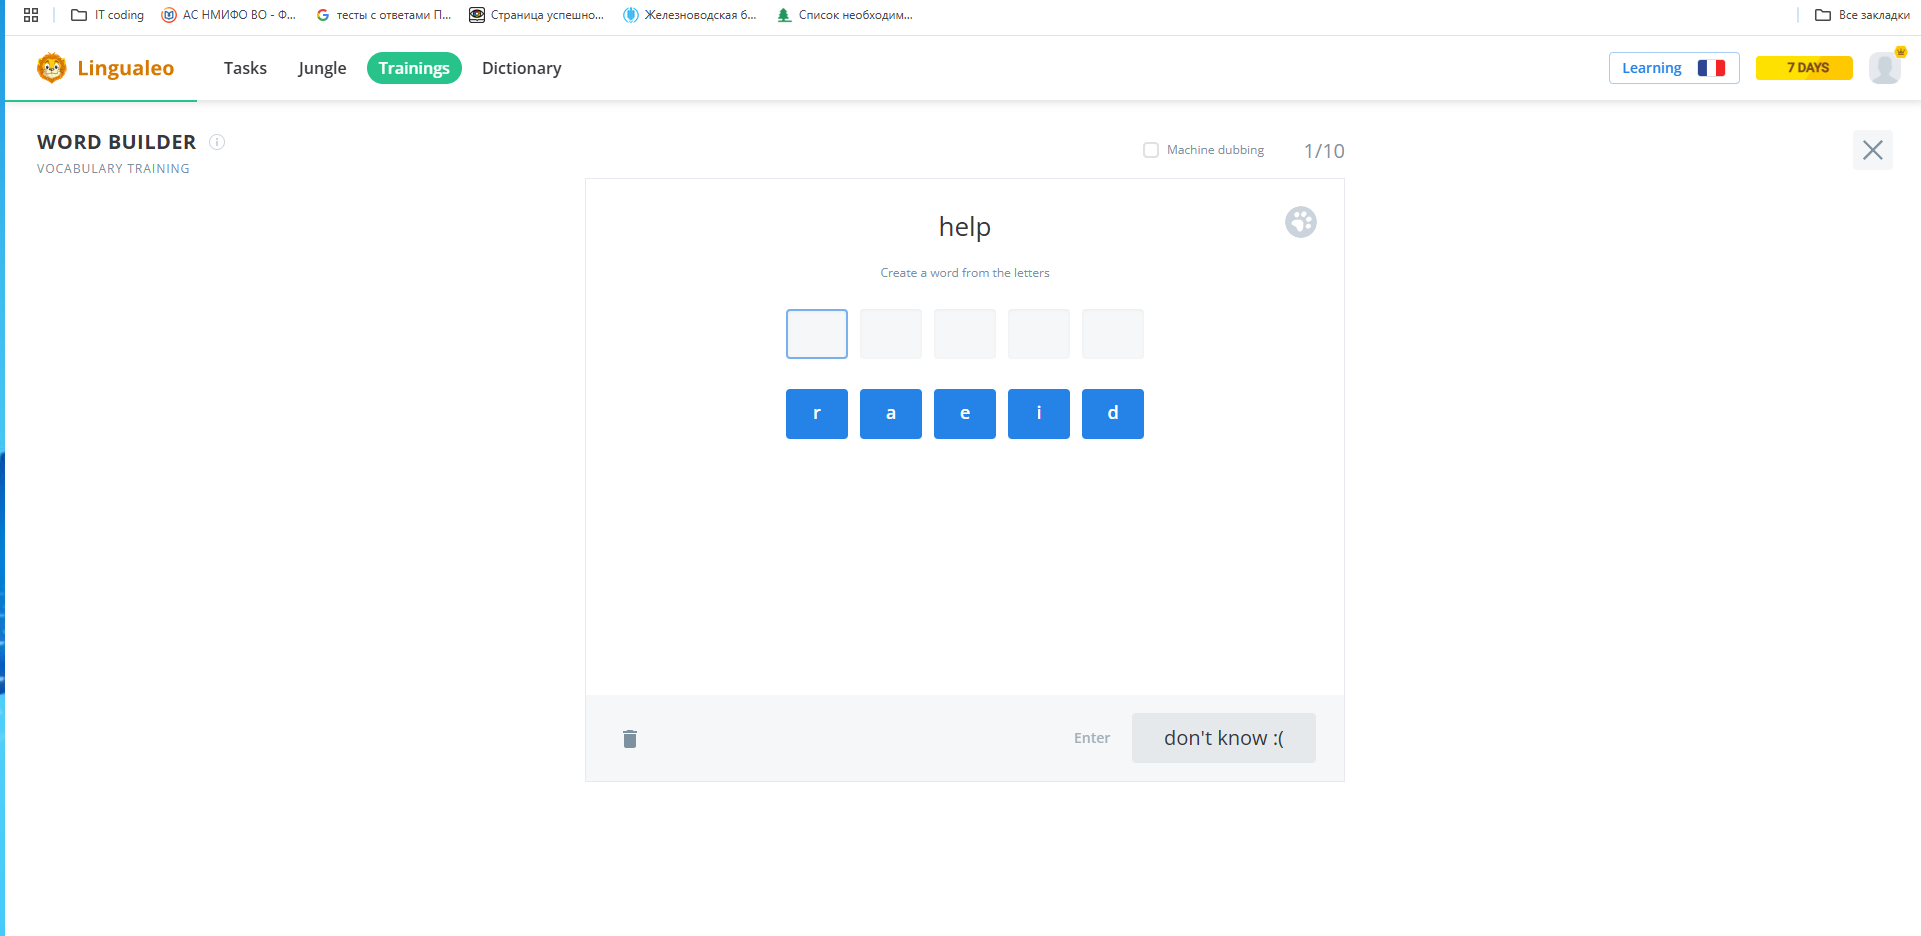 IT coding
АС НМИФО ВО - Ф...
тесты с ответами П...
Страница успешно...
Железноводская б...
Список необходим...
Все закладки
Lingualeo
Tasks
Jungle
Trainings
Dictionary
Learning
7 DAYS
WORD BUILDER
VOCABULARY TRAINING
Machine dubbing
1/10
help
Create a word from the letters
r a e i d
Enter
don't know :(